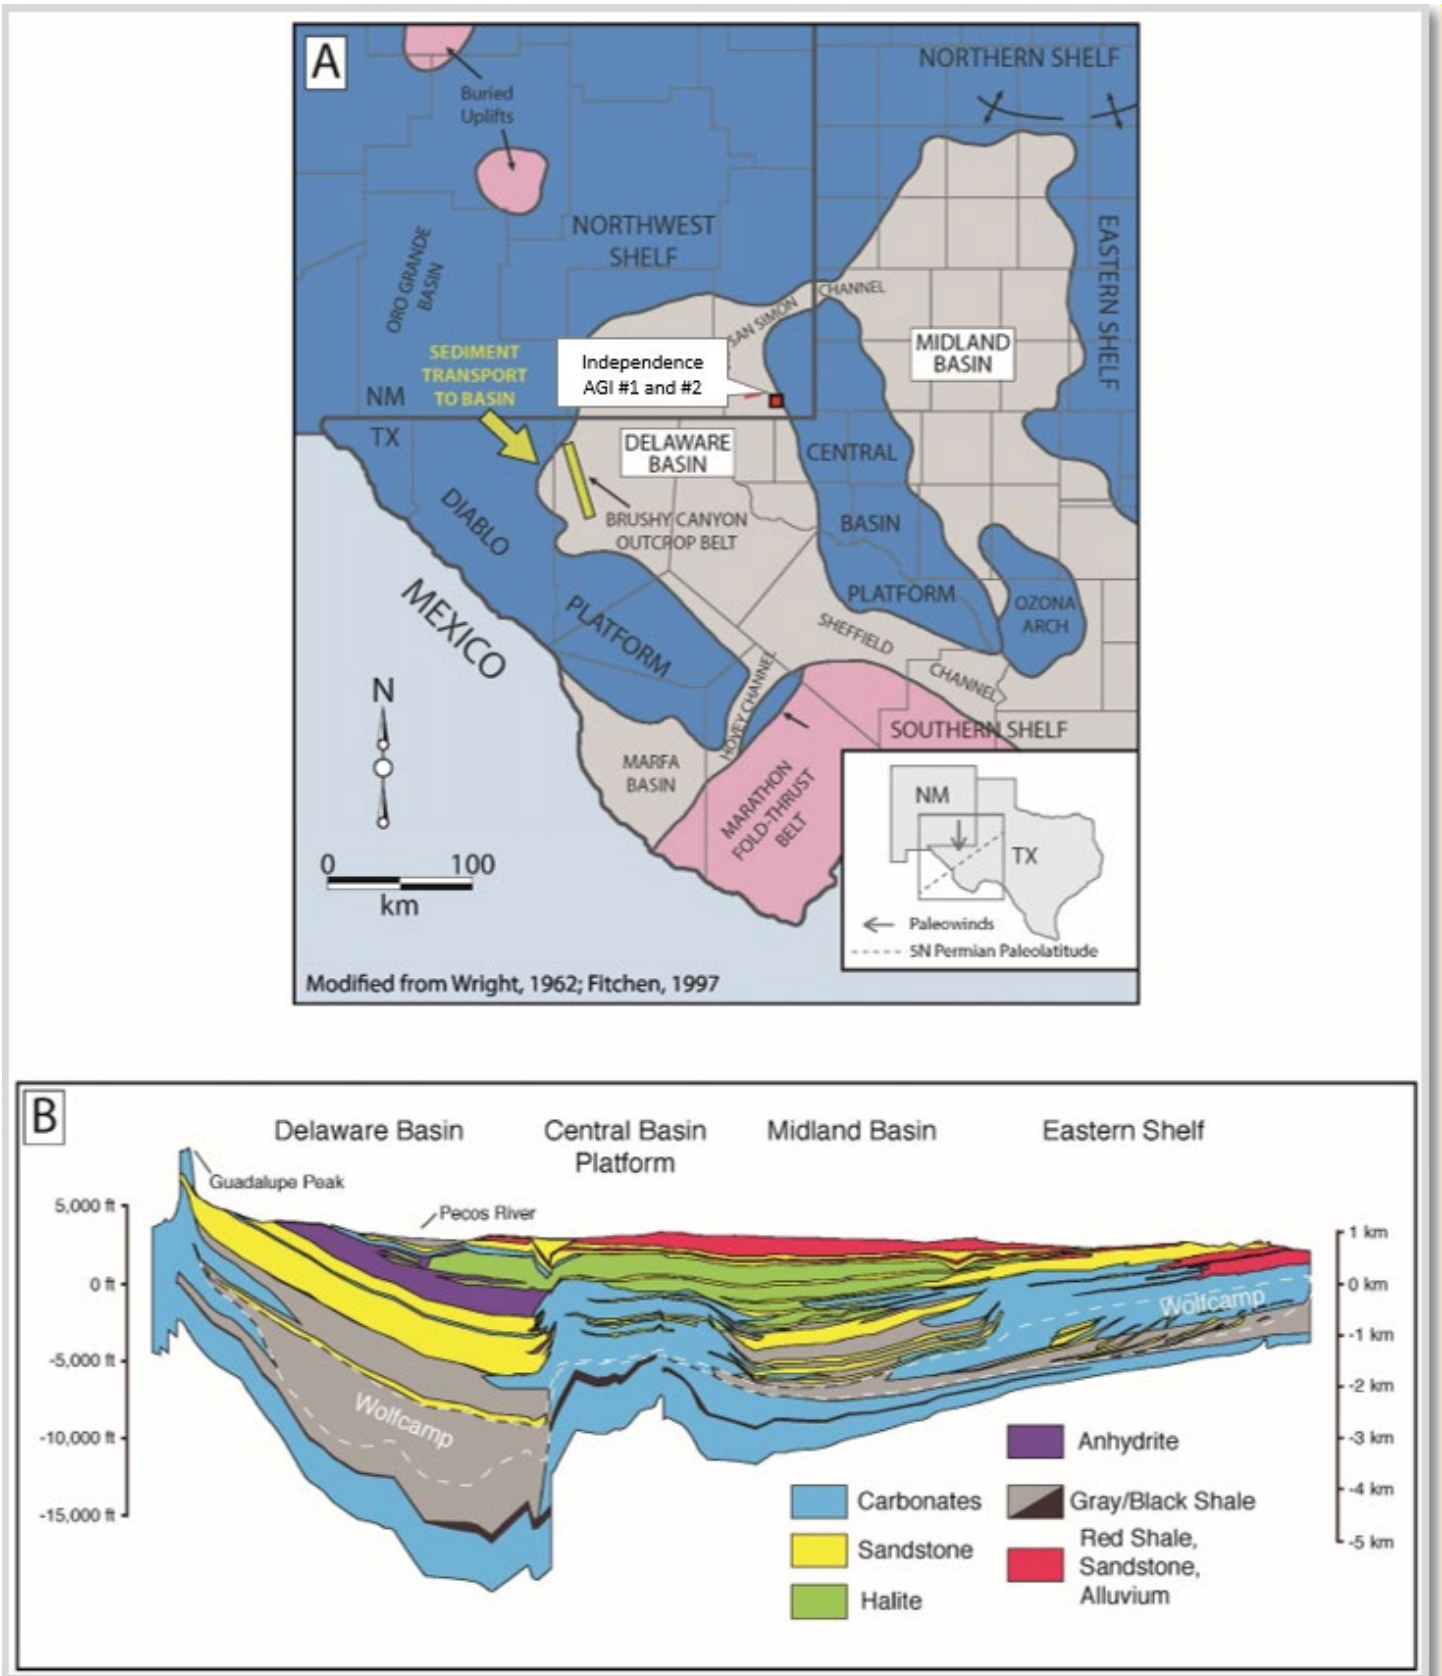 A
NORTHERN SHELF
Buried
Uplifts
NORTHWEST
SHELF
EASTERN SHELF
ORO GRANDE
BASIN
SAN SIMON
CHANNEL
MIDLAND
BASIN
SEDIMENT
TRANSPORT
TO BASIN
Independence
AGI #1 and #2
NM
TX
DELAWARE
BASIN
CENTRAL
BASIN
PLATFORM
DIABLO
PLATFORM
BRUSHY CANYON
OUTCROP BELT
MEXICO
OZONA
ARCH
SHEFFIELD
CHANNEL
HOVEY CHANNEL
SOUTHERN SHELF
N
MARFA
BASIN
MARATHON
FOLD-THRUST
BELT
0 100
km
NM
TX
Paleowinds
5N Permian Paleolatitude
Modified from Wright, 1962; Fitchen, 1997
B
Delaware Basin
Central Basin
Platform
Midland Basin
Eastern Shelf
Guadalupe Peak
Pecos River
5,000 ft
0 ft
-5,000 ft
-10,000 ft
-15,000 ft
1 km
0 km
-1 km
-2 km
-3 km
-4 km
-5 km
Wolfcamp
Wolfcamp
Anhydrite
Carbonates
Gray/Black Shale
Sandstone
Red Shale,
Sandstone,
Alluvium
Halite